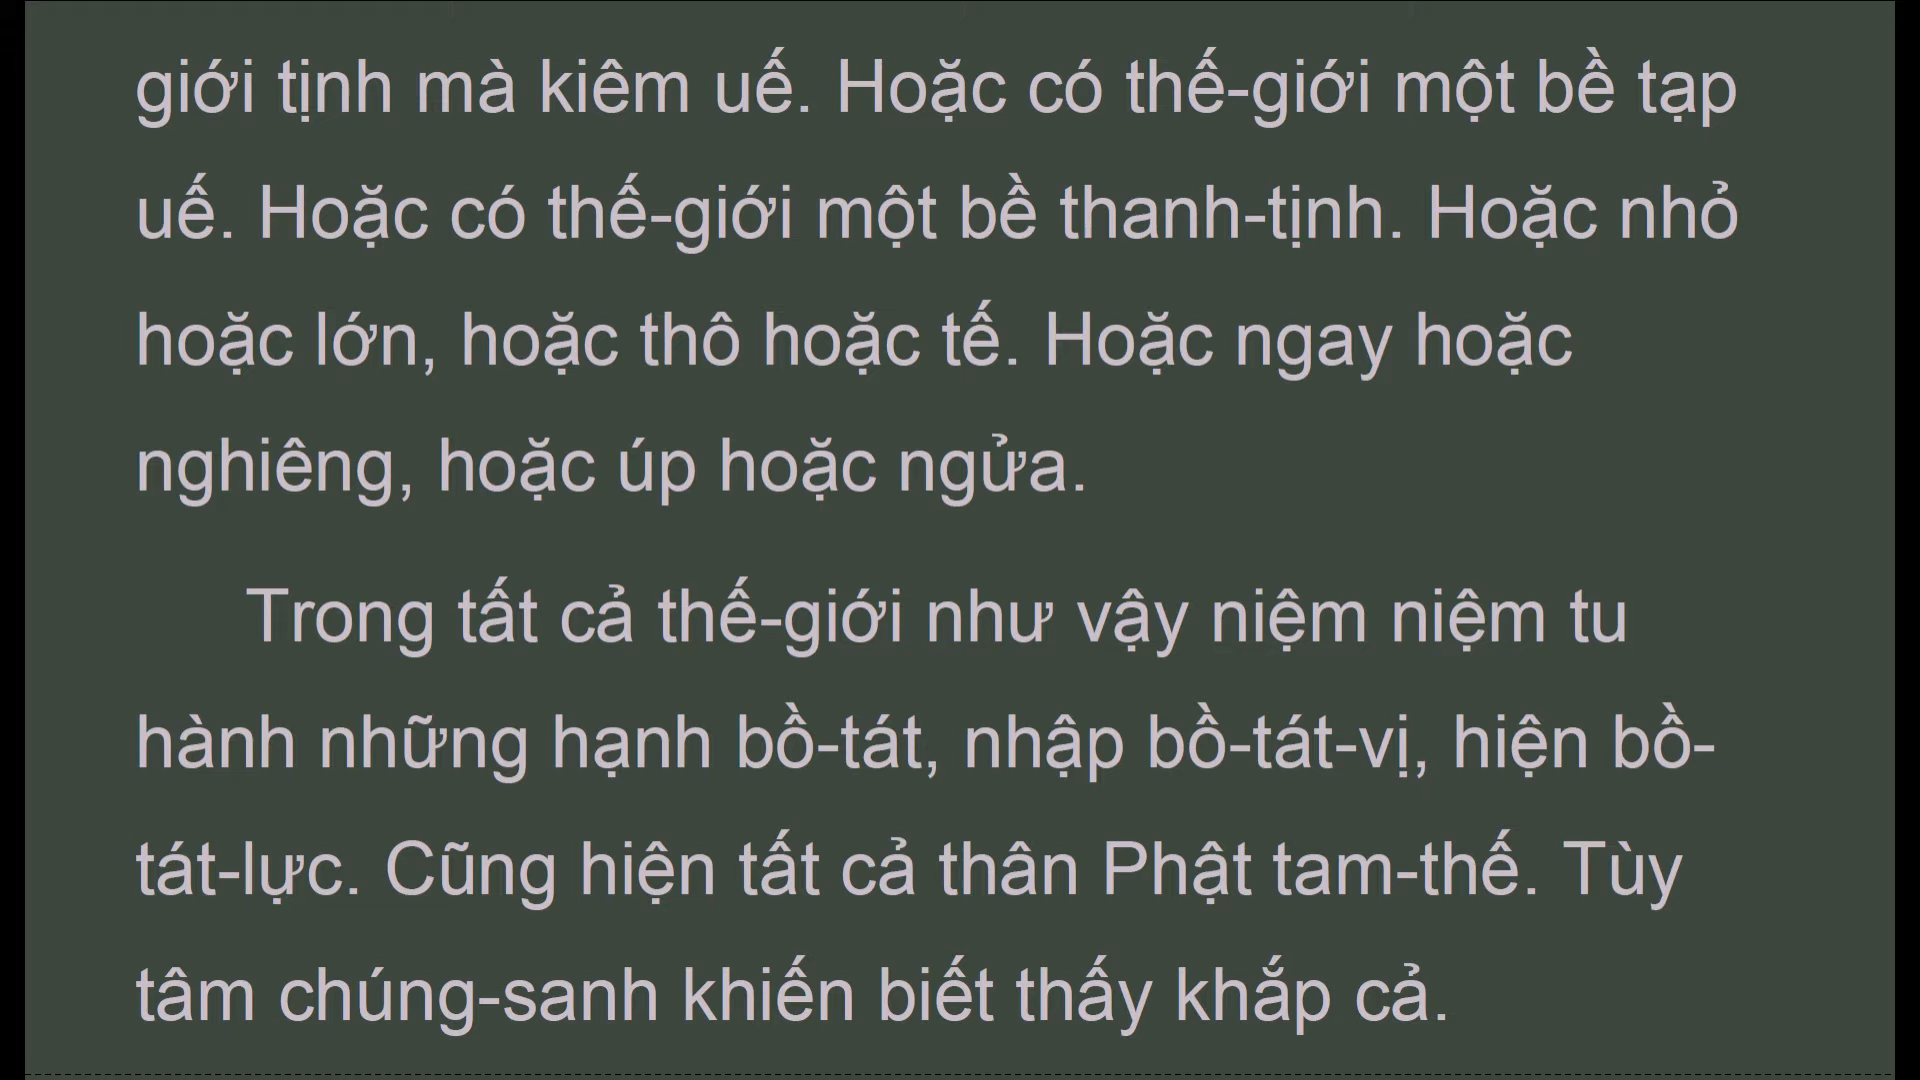 giới tịnh mà kiêm uế. Hoặc có thế-giới một bề tạp
uế. Hoặc có thế-giới một bề thanh-tịnh. Hoặc nhỏ
hoặc lớn, hoặc thô hoặc tế. Hoặc ngay hoặc
nghiêng, hoặc úp hoặc ngửa.
Trong tất cả thế-giới như vậy niệm niệm tu
hành những hạnh bồ-tát, nhập bồ-tát-vị, hiện bồ-
tát-lực. Cũng hiện tất cả thân Phật tam-thế. Tùy
tâm chúng-sanh khiến biết thấy khắp cả.